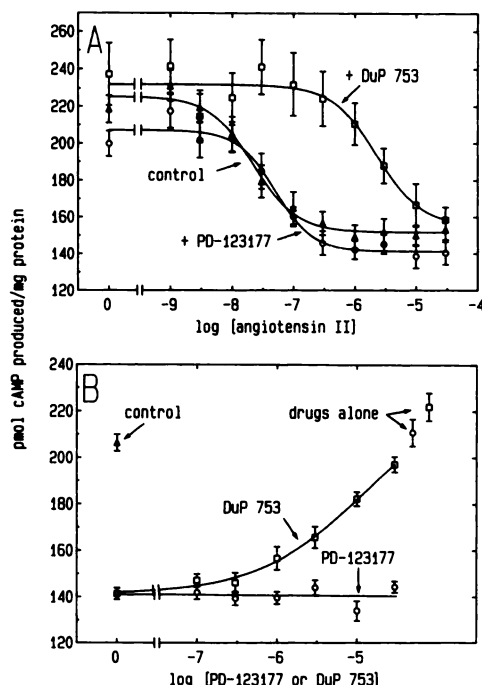 A
260
240
220
200
180
160
140
120
+ DuP 753
control
+ PD-123177
0 -9 -8 -7 -6 -5 -4
log [angiotensin II]
pmol cAMP produced/mg protein
B
240
220
200
180
160
140
120
control
drugs alone
DuP 753
PD-123177
0 -7 -6 -5
log [PD-123177 or DuP 753]